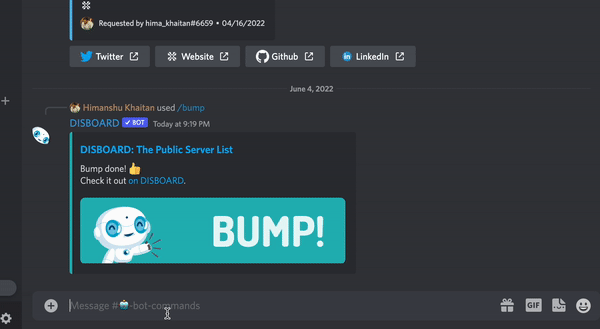 Requested by hima_khaitan#6659 • 04/16/2022
Twitter Website Github LinkedIn
June 4, 2022
Himanshu Khaitan used /bump
DISBOARD ✓ BOT Today at 9:19 PM
DISBOARD: The Public Server List
Bump done! 👍
Check it out on DISBOARD.
BUMP!
Message #🤖-bot-commands
GIF